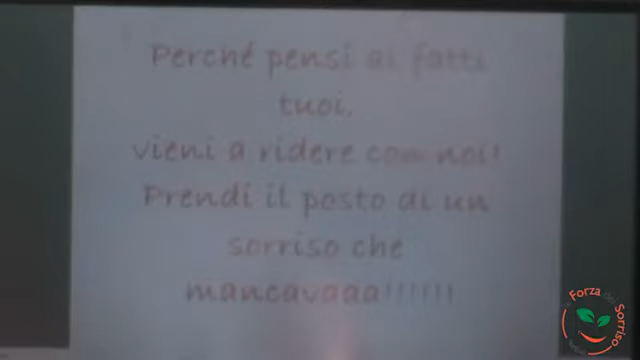 Perché pensi ai fatti
tuoi,
vieni a ridere con noi!
Prendi il posto di un
sorriso che
mancavaaa!!!!!!
Forza del Sorriso